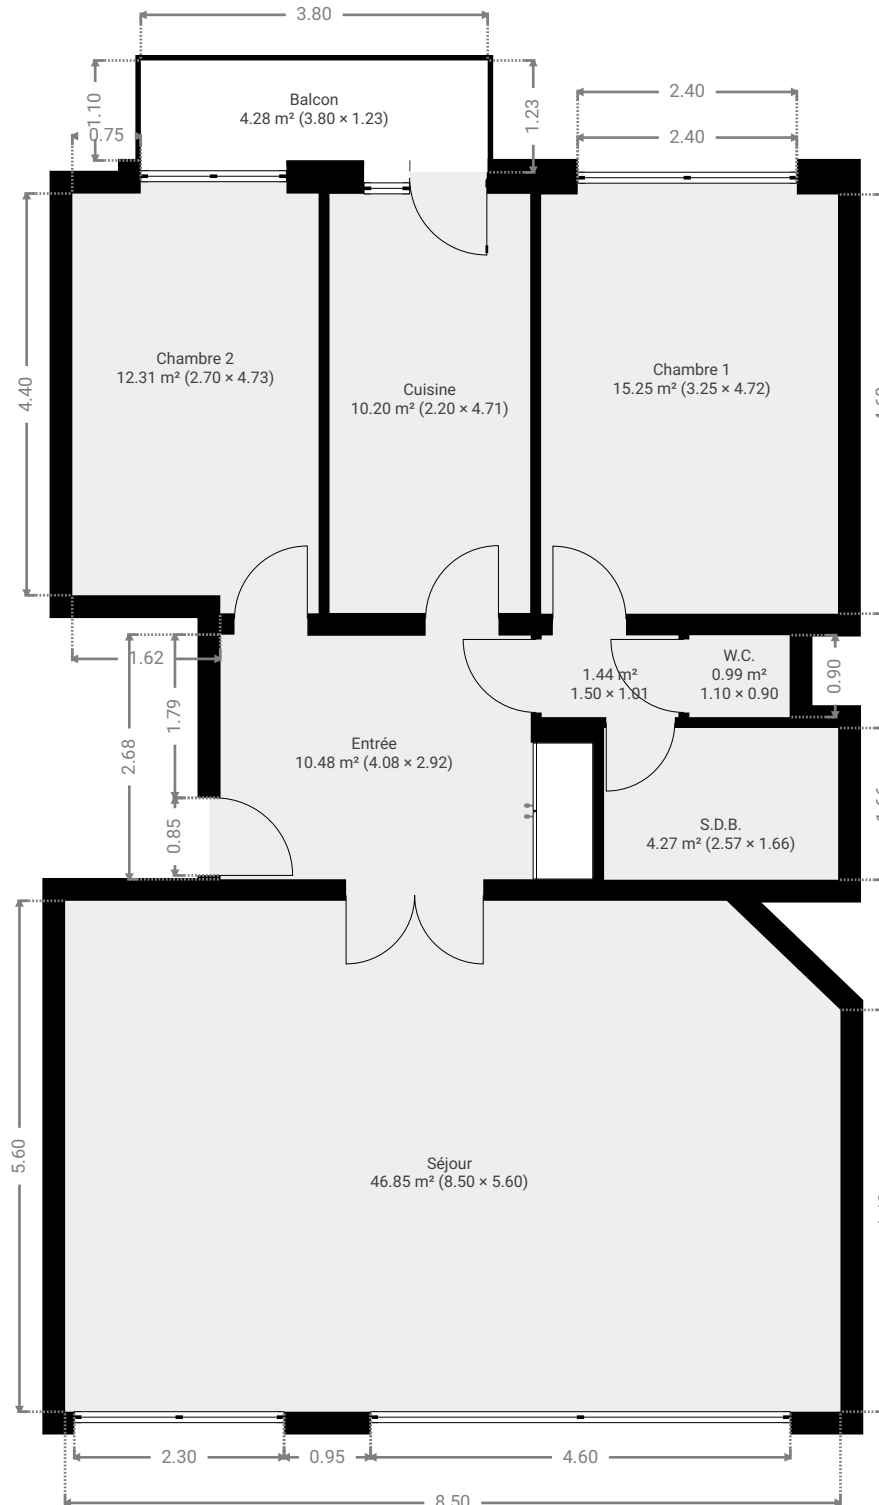 3.80
1.10
0.75
Balcon
4.28 m² (3.80 × 1.23)
1.23
2.40
2.40
4.40
Chambre 2
12.31 m² (2.70 × 4.73)
Cuisine
10.20 m² (2.20 × 4.71)
Chambre 1
15.25 m² (3.25 × 4.72)
1.62
1.79
2.68
0.85
Entrée
10.48 m² (4.08 × 2.92)
1.44 m²
1.50 × 1.01
W.C.
0.99 m²
1.10 × 0.90
0.90
S.D.B.
4.27 m² (2.57 × 1.66)
5.60
Séjour
46.85 m² (8.50 × 5.60)
2.30
0.95
4.60
8.50